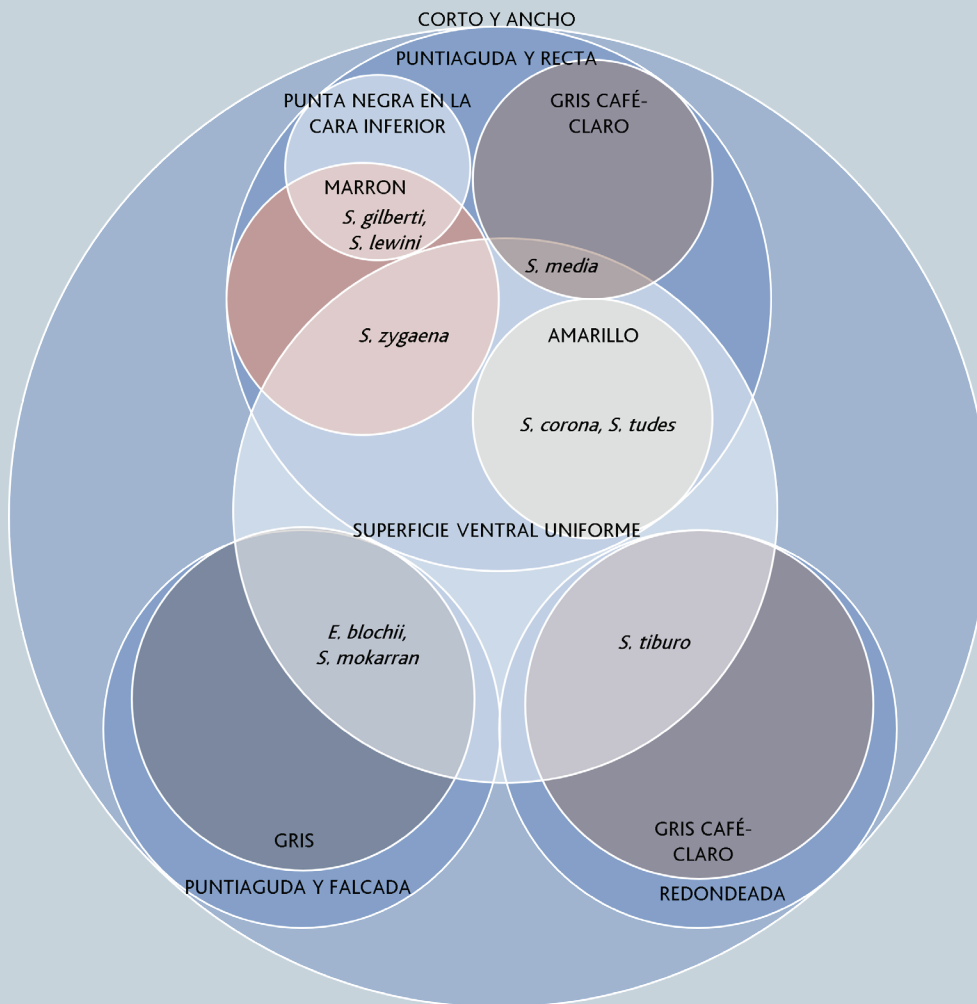 CORTO Y ANCHO
PUNTIAGUDA Y RECTA
PUNTA NEGRA EN LA
CARA INFERIOR
GRIS CAFÉ-
CLARO
MARRON
S. gilberti,
S. lewini
S. media
S. zygaena
AMARILLO
S. corona, S. tudes
SUPERFICIE VENTRAL UNIFORME
E. blochii,
S. mokarran
S. tiburo
GRIS
GRIS CAFÉ-
CLARO
PUNTIAGUDA Y FALCADA
REDONDEADA